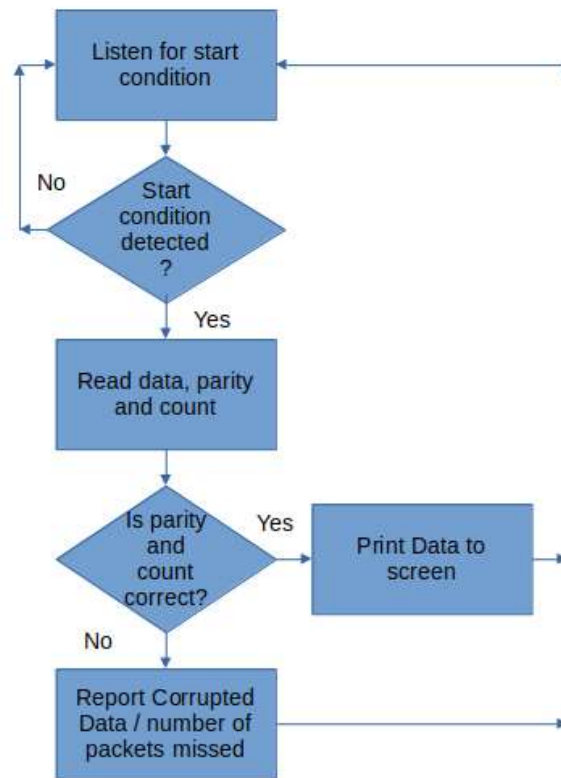 Listen for start
condition
No
Start
condition
detected
?
Yes
Read data, parity
and count
Is parity
and
count
correct?
Yes
Print Data to
screen
No
Report Corrupted
Data / number of
packets missed